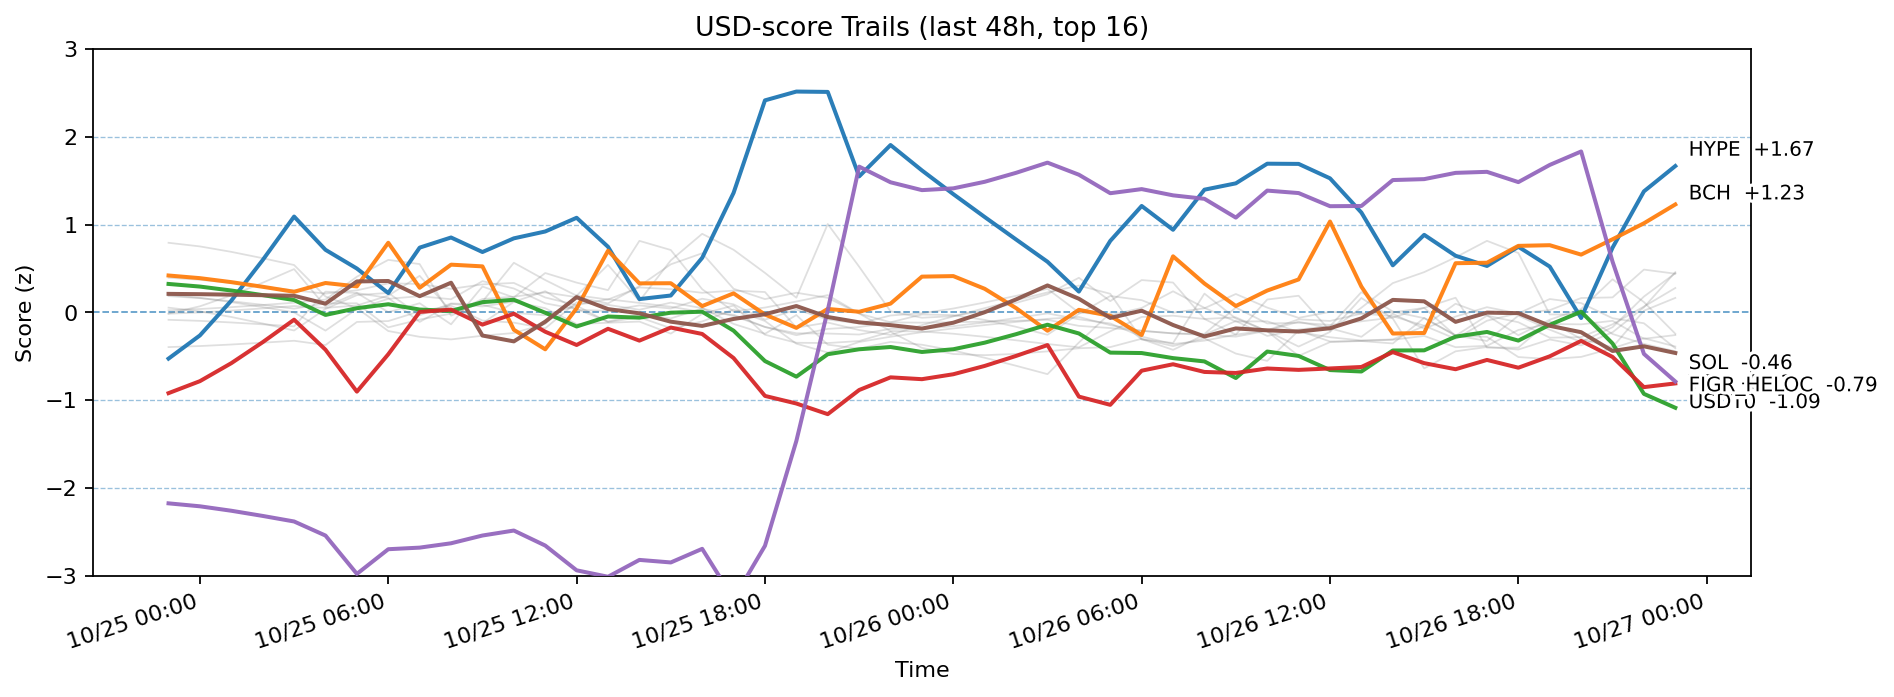 USD-score Trails (last 48h, top 16)
Score (z)
3
2
1
0
−1
−2
−3
HYPE +1.67
BCH +1.23
SOL -0.46
FIGR_HELOC -0.79
USDT0 -1.09
10/25 00:00
10/25 06:00
10/25 12:00
10/25 18:00
10/26 00:00
10/26 06:00
10/26 12:00
10/26 18:00
10/27 00:00
Time